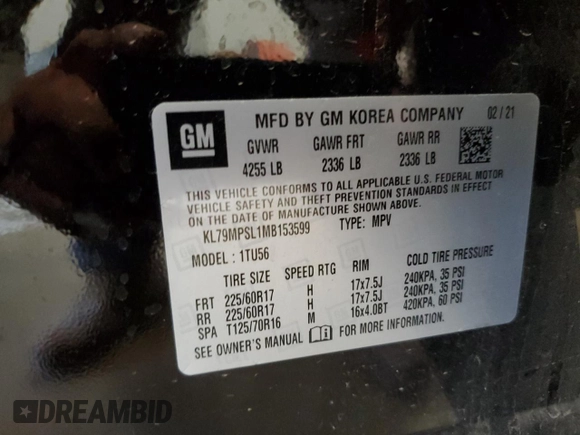 GM
MFD BY GM KOREA COMPANY 02/21
GVWR GAWR FRT GAWR RR
4255 LB 2336 LB 2336 LB
THIS VEHICLE CONFORMS TO ALL APPLICABLE U.S. FEDERAL MOTOR
VEHICLE SAFETY AND THEFT PREVENTION STANDARDS IN EFFECT
ON THE DATE OF MANUFACTURE SHOWN ABOVE.
KL79MPSL1MB153599 TYPE: MPV
MODEL: 1TU56
TIRE SIZE SPEED RTG RIM COLD TIRE PRESSURE
FRT 225/60R17 H 17x7.5J 240KPA, 35 PSI
RR 225/60R17 H 17x7.5J 240KPA, 35 PSI
SPA T125/70R16 M 16x4.0BT 420KPA, 60 PSI
SEE OWNER'S MANUAL FOR MORE INFORMATION.
DREAMBID